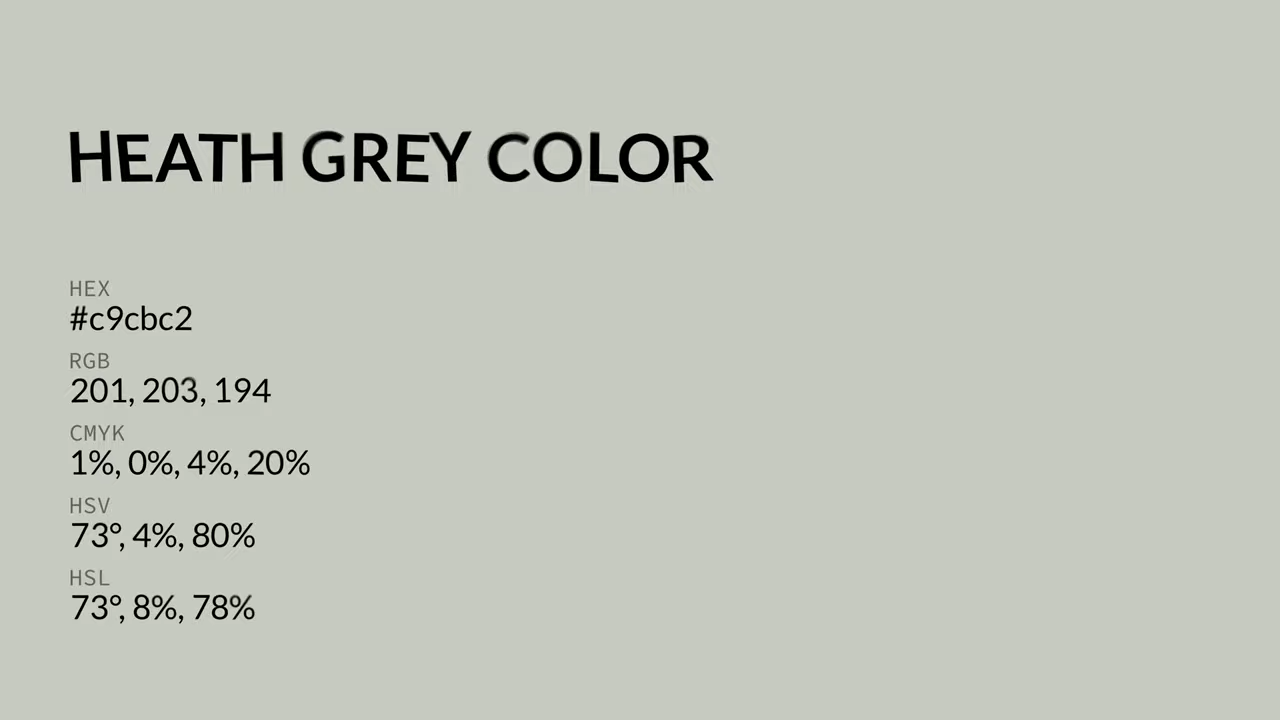 HEATH GREY COLOR
HEX
#c9cbc2
RGB
201, 203, 194
CMYK
1%, 0%, 4%, 20%
HSV
73°, 4%, 80%
HSL
73°, 8%, 78%